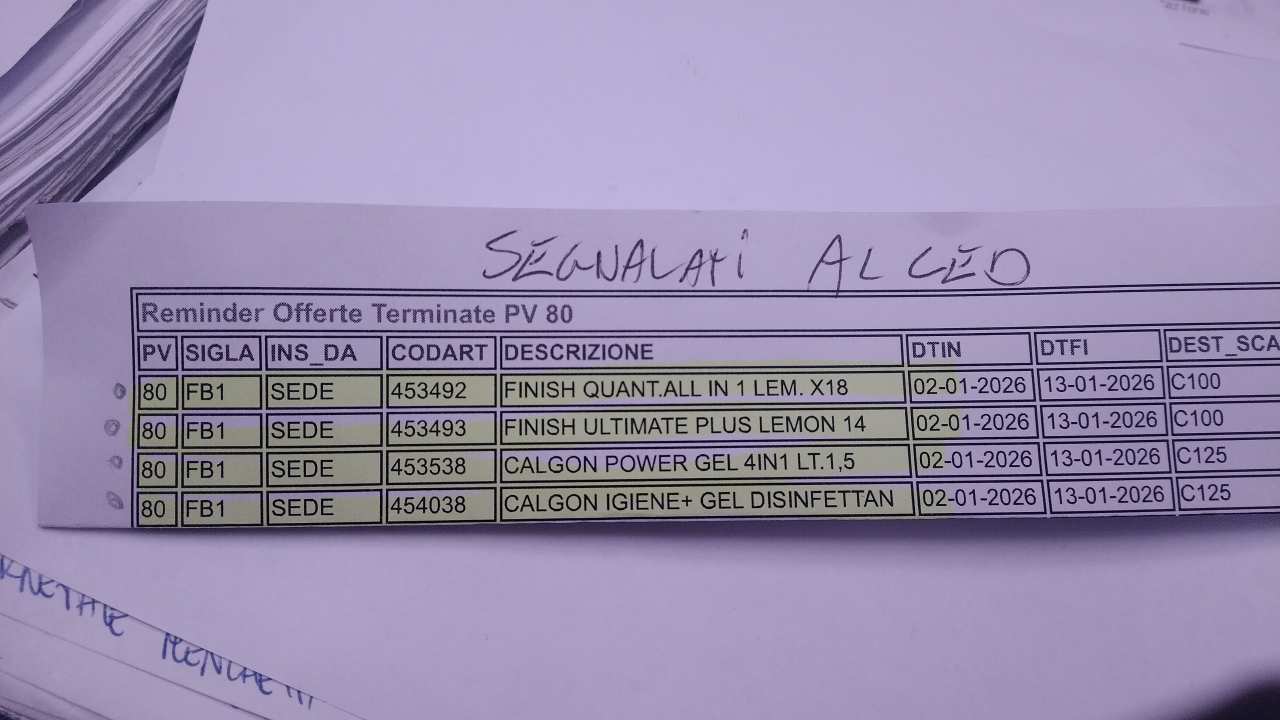 SEGNALATI AL CED
Reminder Offerte Terminate PV 80
PV SIGLA INS_DA CODART DESCRIZIONE DTIN DTFI DEST_SCA
80 FB1 SEDE 453492 FINISH QUANT.ALL IN 1 LEM. X18 02-01-2026 13-01-2026 C100
80 FB1 SEDE 453493 FINISH ULTIMATE PLUS LEMON 14 02-01-2026 13-01-2026 C100
80 FB1 SEDE 453538 CALGON POWER GEL 4IN1 LT.1,5 02-01-2026 13-01-2026 C125
80 FB1 SEDE 454038 CALGON IGIENE+ GEL DISINFETTAN 02-01-2026 13-01-2026 C125